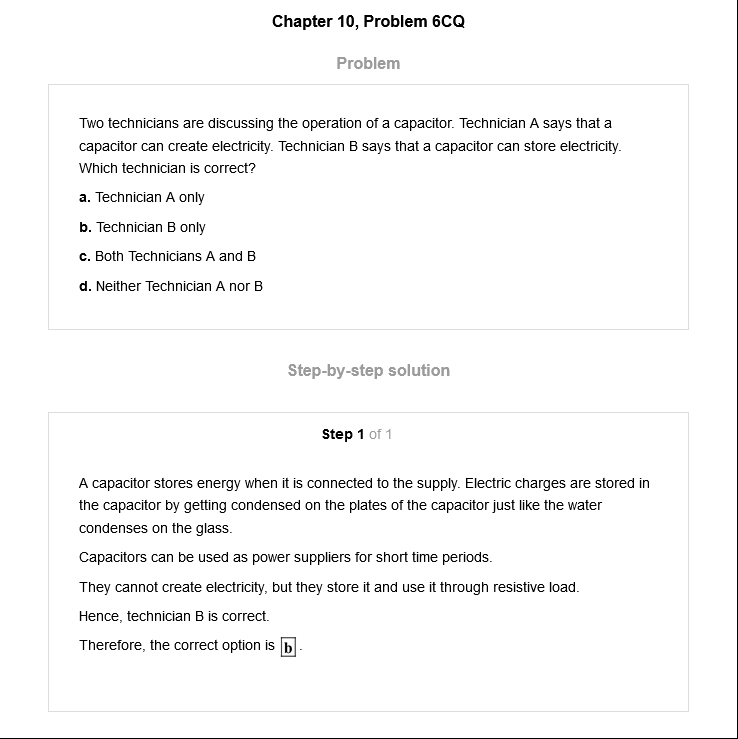 Chapter 10, Problem 6CQ
Problem
Two technicians are discussing the operation of a capacitor. Technician A says that a
capacitor can create electricity. Technician B says that a capacitor can store electricity.
Which technician is correct?
a. Technician A only
b. Technician B only
c. Both Technicians A and B
d. Neither Technician A nor B
Step-by-step solution
Step 1 of 1
A capacitor stores energy when it is connected to the supply. Electric charges are stored in
the capacitor by getting condensed on the plates of the capacitor just like the water
condenses on the glass.
Capacitors can be used as power suppliers for short time periods.
They cannot create electricity, but they store it and use it through resistive load.
Hence, technician B is correct.
Therefore, the correct option is b.